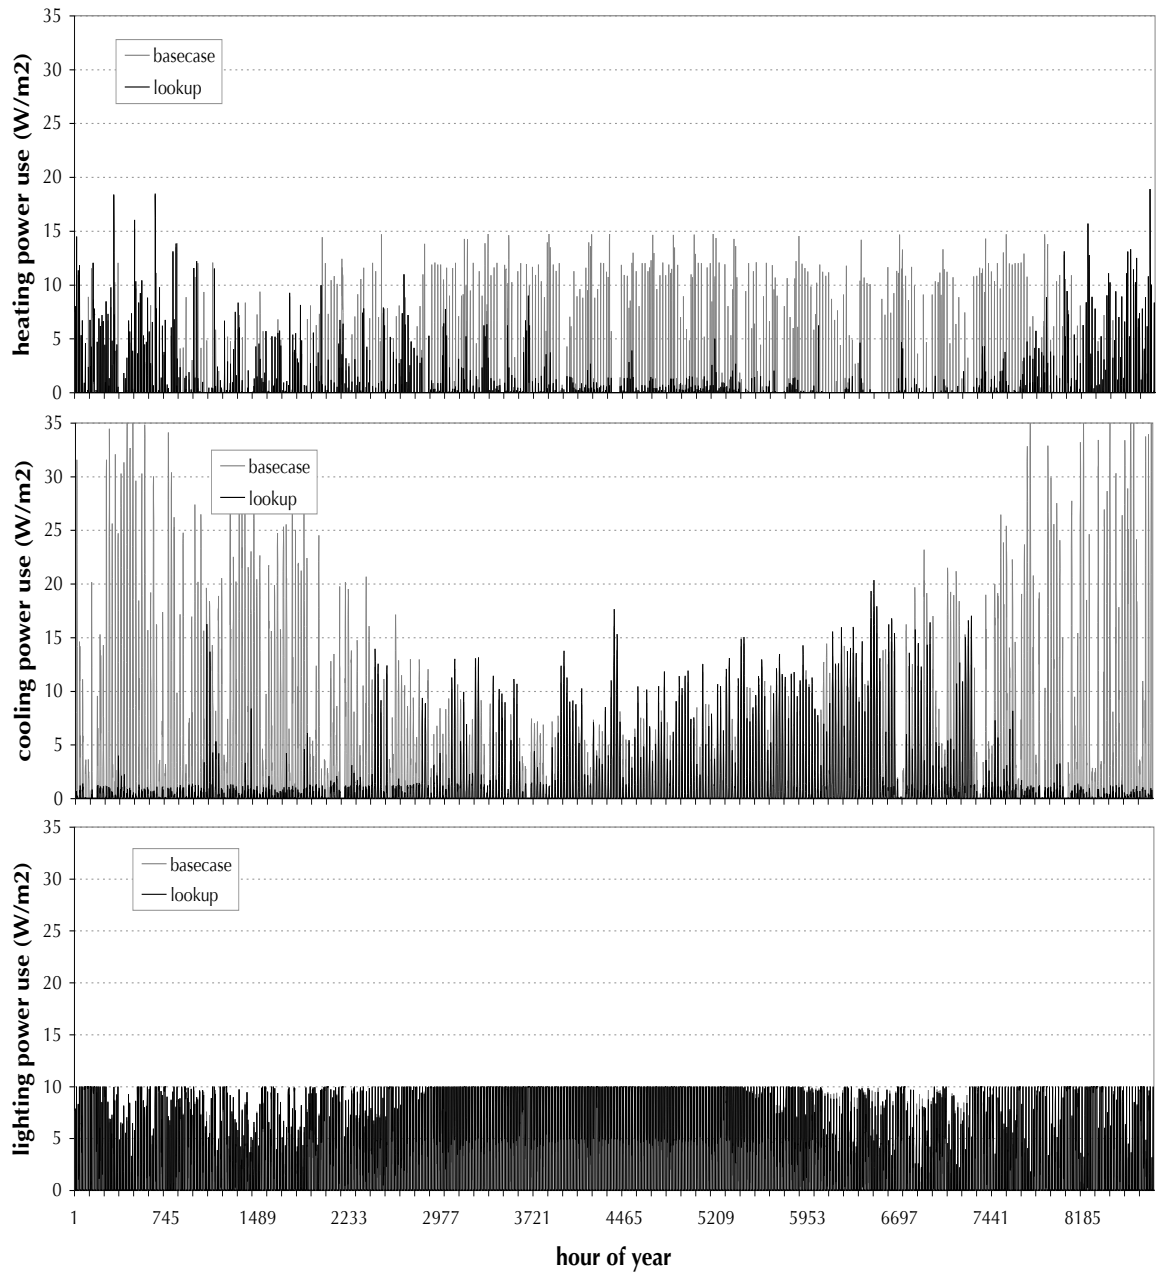 heating power use (W/m2)
35
30
25
20
15
10
5
0
basecase
lookup
cooling power use (W/m2)
35
30
25
20
15
10
5
0
basecase
lookup
lighting power use (W/m2)
35
30
25
20
15
10
5
0
basecase
lookup
1 745 1489 2233 2977 3721 4465 5209 5953 6697 7441 8185
hour of year